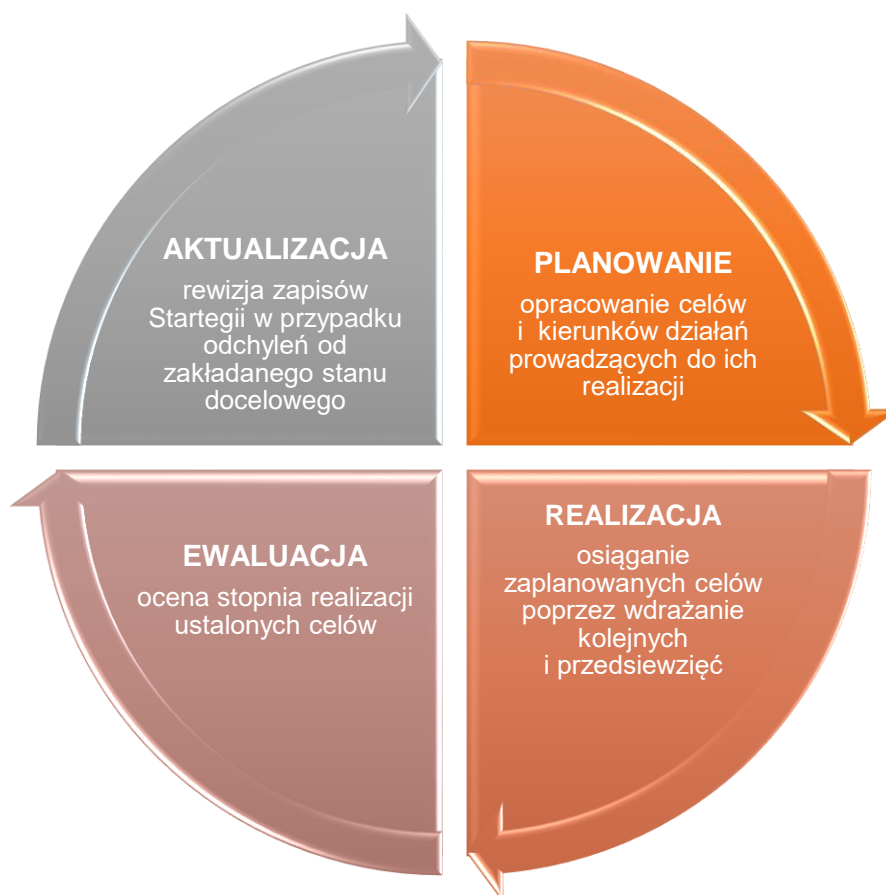 AKTUALIZACJA
rewizja zapisów
Startegii w przypadku
odchyleń od
zakładanego stanu
docelowego
PLANOWANIE
opracowanie celów
i kierunków działań
prowadzących do ich
realizacji
EWALUACJA
ocena stopnia realizacji
ustalonych celów
REALIZACJA
osiąganie
zaplanowanych celów
poprzez wdrażanie
kolejnych
i przedsiewzięć